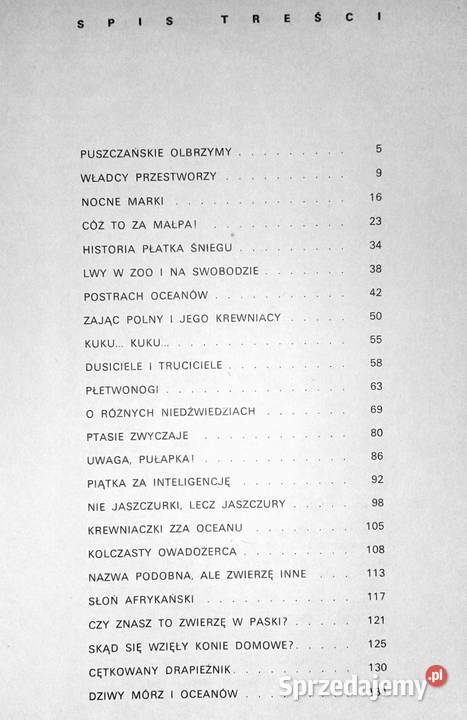 SPIS TREŚCI
PUSZCZAŃSKIE OLBRZYMY . . . . . . . . . . 5
WŁADCY PRZESTWORZY . . . . . . . . . . 9
NOCNE MARKI . . . . . . . . . . . . . 16
CÓŻ TO ZA MAŁPA! . . . . . . . . . . . 23
HISTORIA PŁATKA ŚNIEGU . . . . . . . . . 34
LWY W ZOO I NA SWOBODZIE . . . . . . . . 38
POSTRACH OCEANÓW . . . . . . . . . . . 42
ZAJĄC POLNY I JEGO KREWNIACY . . . . . . 50
KUKU... KUKU... . . . . . . . . . . . . 55
DUSICIELE I TRUCICIELE . . . . . . . . . 58
PŁETWONOGI . . . . . . . . . . . . . 63
O RÓŻNYCH NIEDŹWIEDZIACH . . . . . . . . 69
PTASIE ZWYCZAJE . . . . . . . . . . . 80
UWAGA, PUŁAPKA! . . . . . . . . . . . 86
PIĄTKA ZA INTELIGENCJĘ . . . . . . . . . 92
NIE JASZCZURKI, LECZ JASZCZURY . . . . . . 98
KREWNIACZKI ZZA OCEANU . . . . . . . . 105
KOLCZASTY OWADOŻERCA . . . . . . . . . 108
NAZWA PODOBNA, ALE ZWIERZĘ INNE . . . 113
SŁOŃ AFRYKAŃSKI . . . . . . . . . . . 117
CZY ZNASZ TO ZWIERZĘ W PASKI? . . . . . 121
SKĄD SIĘ WZIĘŁY KONIE DOMOWE? . . . . . 125
CĘTKOWANY DRAPIEŻNIK . . . . . . . . . 130
DZIWY MÓRZ I OCEANÓW . . . . . . . . 131
Sprzedajemy.pl